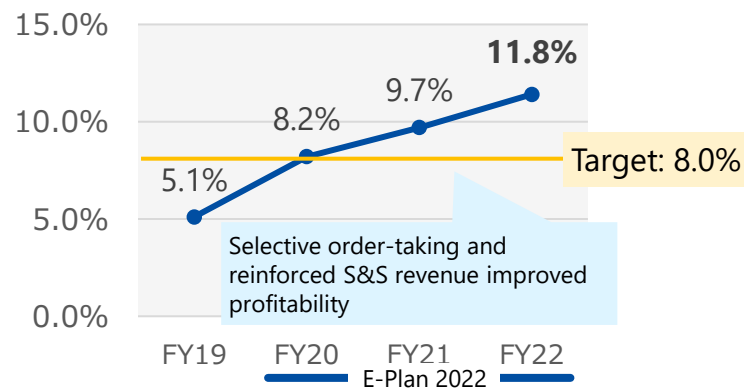 15.0%
10.0%
5.0%
0.0%
5.1%
8.2%
9.7%
11.8%
Target: 8.0%
Selective order-taking and
reinforced S&S revenue improved
profitability
FY19 FY20 FY21 FY22
E-Plan 2022